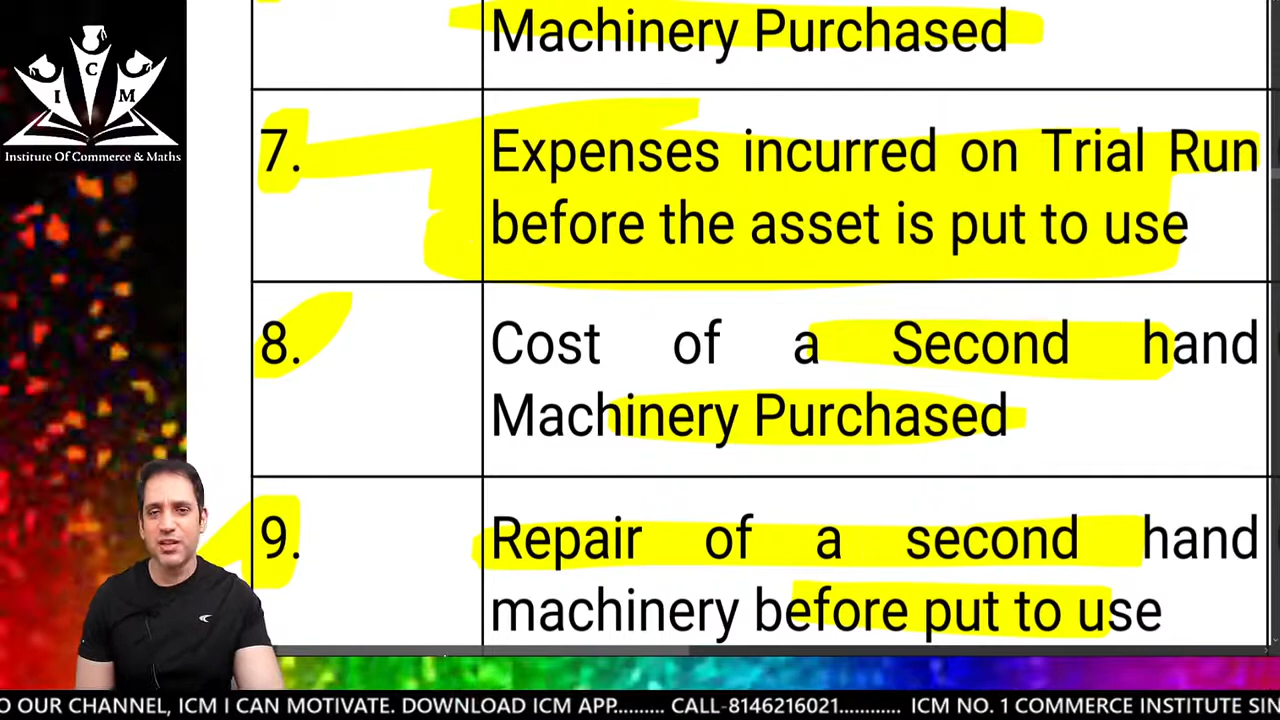 Machinery Purchased
I C M
Institute Of Commerce & Maths
7. Expenses incurred on Trial Run
before the asset is put to use
8. Cost of a Second hand
Machinery Purchased
9. Repair of a second hand
machinery before put to use
O OUR CHANNEL, ICM I CAN MOTIVATE. DOWNLOAD ICM APP.......... CALL-8146216021............ ICM NO. 1 COMMERCE INSTITUTE SIN